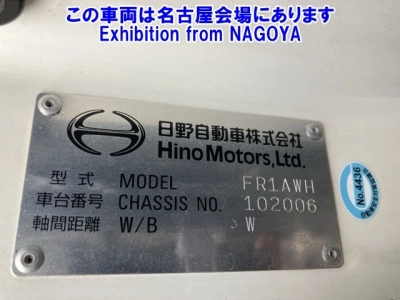 この車両は名古屋会場にあります
Exhibition from NAGOYA
日野自動車株式会社
Hino Motors, Ltd.
型式 MODEL FR1AWH
車台番号 CHASSIS NO. 102006
軸間距離 W/B W
No.4436